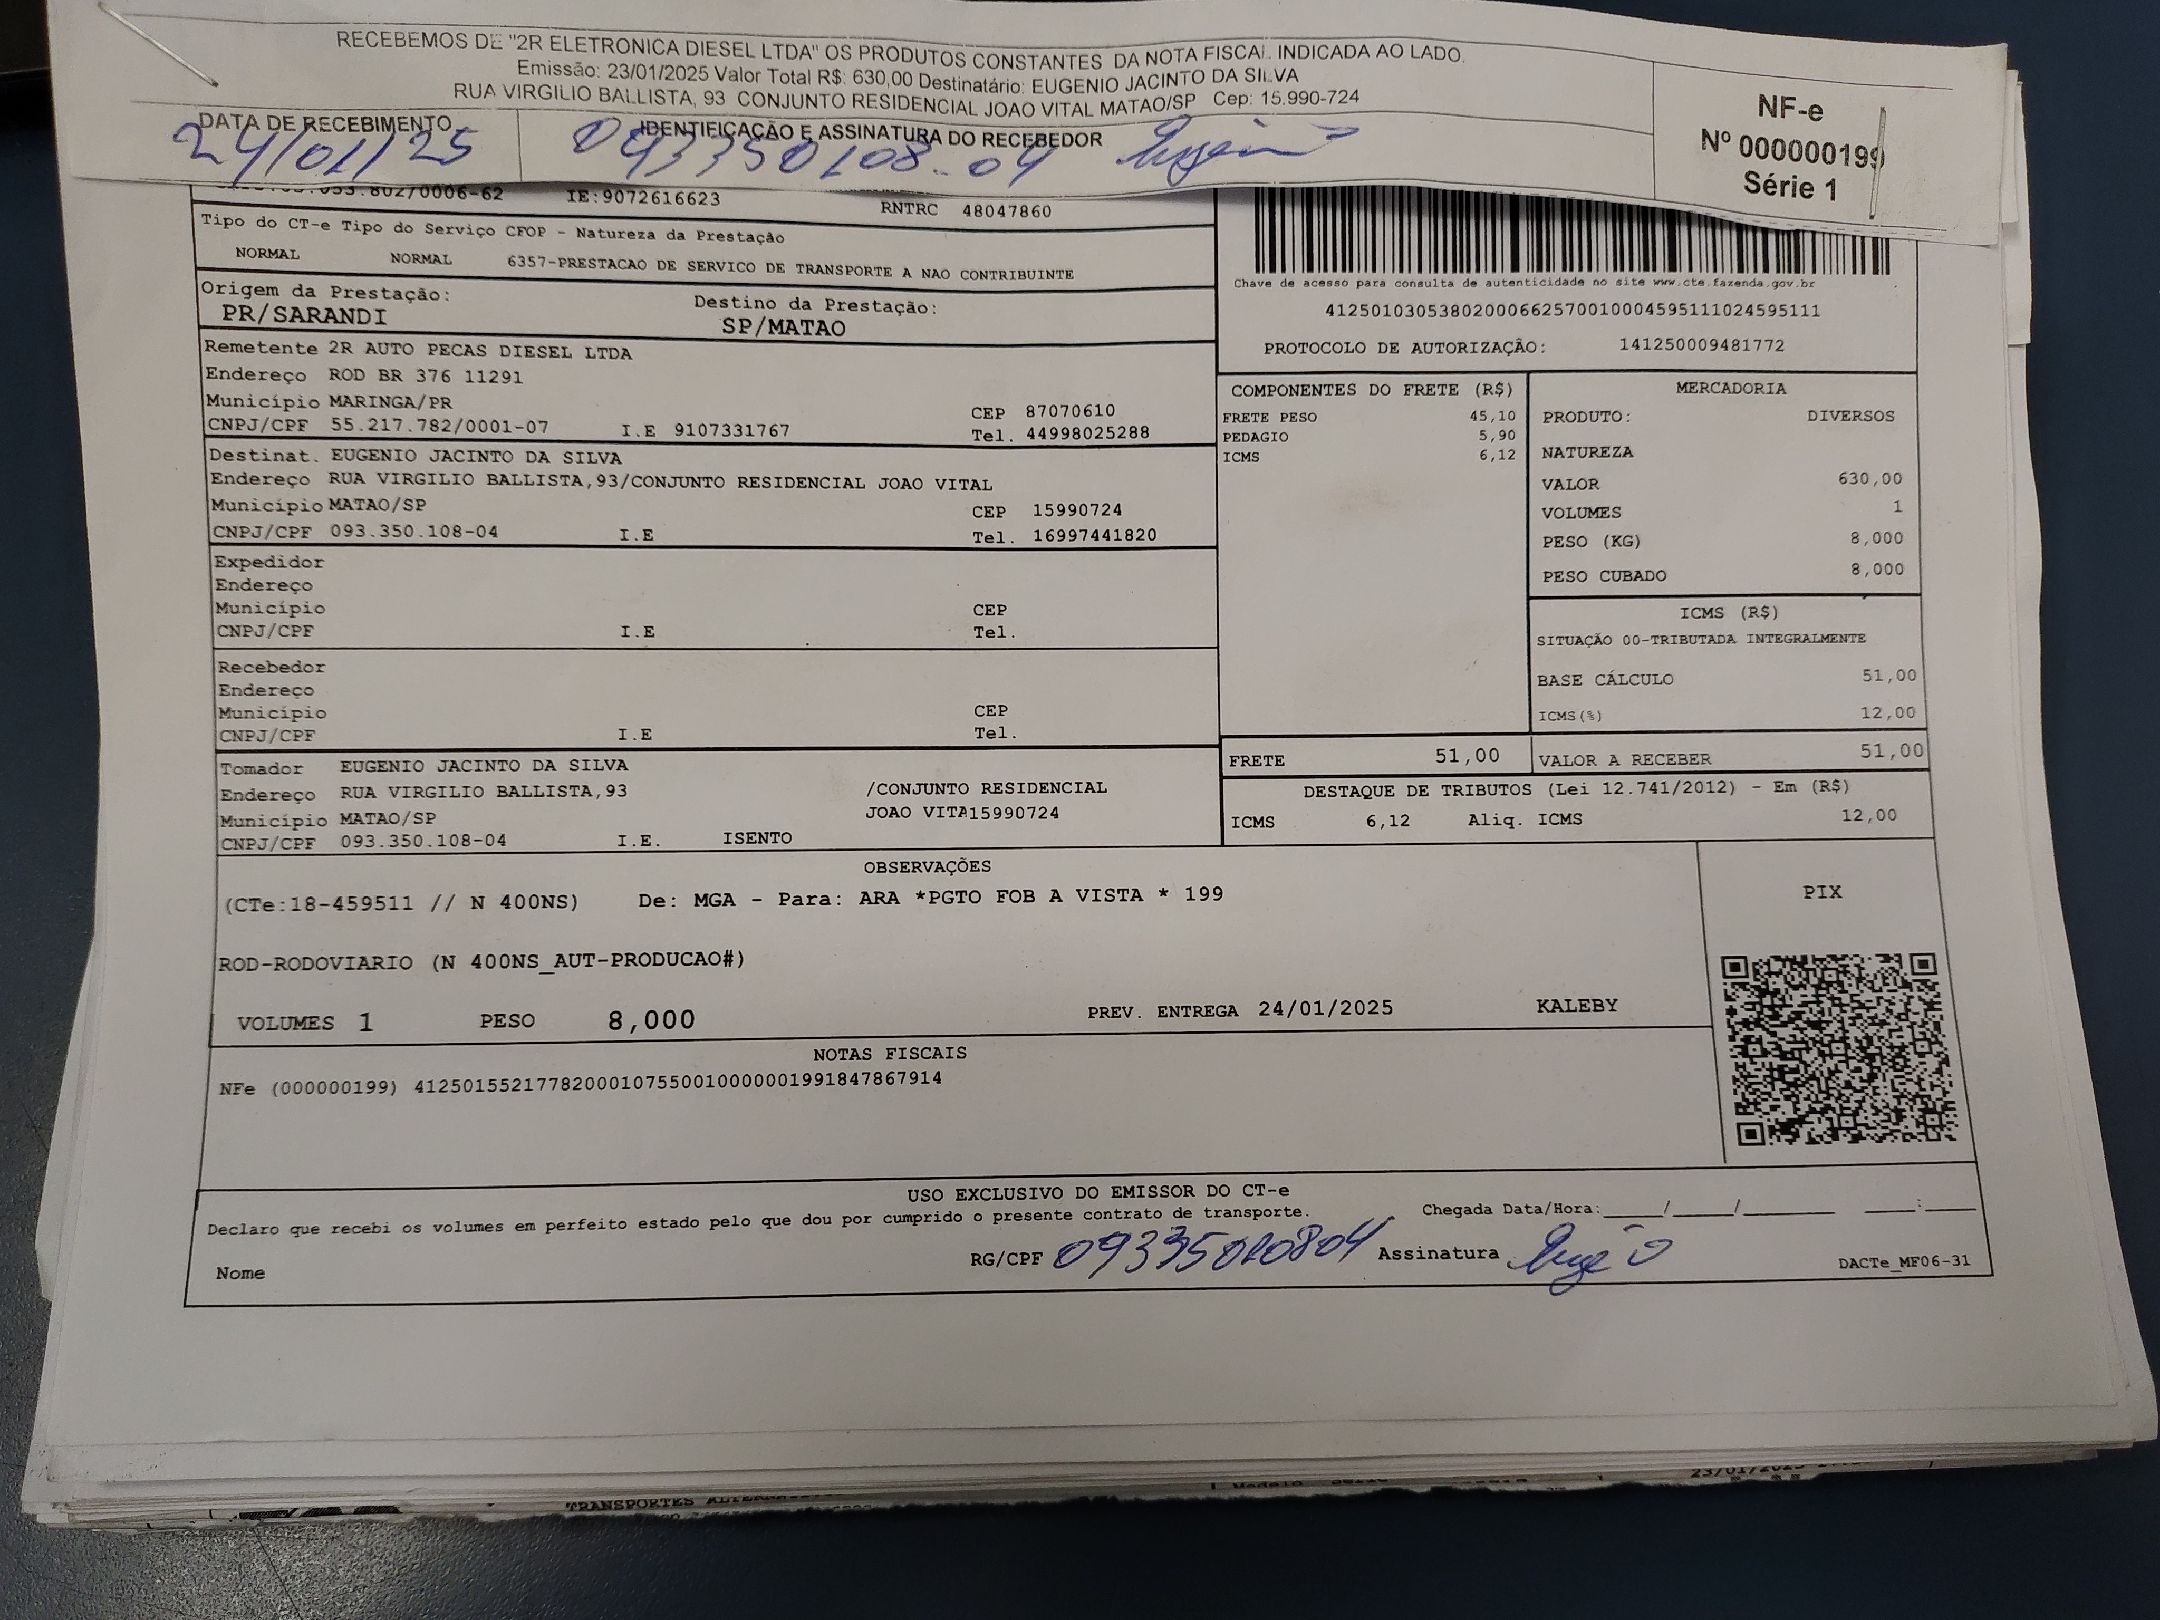 RECEBEMOS DE "2R ELETRONICA DIESEL LTDA" OS PRODUTOS CONSTANTES DA NOTA FISCAL INDICADA AO LADO.
Emissão: 23/01/2025 Valor Total R$: 630,00 Destinatário: EUGENIO JACINTO DA SILVA
RUA VIRGILIO BALLISTA, 93 CONJUNTO RESIDENCIAL JOAO VITAL MATAO/SP Cep: 15.990-724
DATA DE RECEBIMENTO
24/01/25
IDENTIFICAÇÃO E ASSINATURA DO RECEBEDOR
093350108-04 Eugênio
NF-e
Nº 000000199
Série 1
.053.802/0006-62 IE:9072616623 RNTRC 48047860
Tipo do CT-e Tipo do Serviço CFOP - Natureza da Prestação
NORMAL NORMAL 6357-PRESTACAO DE SERVICO DE TRANSPORTE A NAO CONTRIBUINTE
Origem da Prestação: Destino da Prestação:
PR/SARANDI SP/MATAO
Chave de acesso para consulta de autenticidade no site www.cte.fazenda.gov.br
41250103053802000662570010004595111024595111
PROTOCOLO DE AUTORIZAÇÃO: 141250009481772
Remetente 2R AUTO PECAS DIESEL LTDA
Endereço ROD BR 376 11291
Município MARINGA/PR CEP 87070610
CNPJ/CPF 55.217.782/0001-07 I.E 9107331767 Tel. 44998025288
Destinat. EUGENIO JACINTO DA SILVA
Endereço RUA VIRGILIO BALLISTA,93/CONJUNTO RESIDENCIAL JOAO VITAL
Município MATAO/SP CEP 15990724
CNPJ/CPF 093.350.108-04 I.E Tel. 16997441820
Expedidor
Endereço
Município CEP
CNPJ/CPF I.E Tel.
Recebedor
Endereço
Município CEP
CNPJ/CPF I.E Tel.
Tomador EUGENIO JACINTO DA SILVA
Endereço RUA VIRGILIO BALLISTA,93 /CONJUNTO RESIDENCIAL
Município MATAO/SP JOAO VITA15990724
CNPJ/CPF 093.350.108-04 I.E. ISENTO
COMPONENTES DO FRETE (R$)
FRETE PESO 45,10
PEDAGIO 5,90
ICMS 6,12
MERCADORIA
PRODUTO: DIVERSOS
NATUREZA
VALOR 630,00
VOLUMES 1
PESO (KG) 8,000
PESO CUBADO 8,000
ICMS (R$)
SITUAÇÃO 00-TRIBUTADA INTEGRALMENTE
BASE CÁLCULO 51,00
ICMS(%) 12,00
FRETE 51,00 VALOR A RECEBER 51,00
DESTAQUE DE TRIBUTOS (Lei 12.741/2012) - Em (R$)
ICMS 6,12 Aliq. ICMS 12,00
OBSERVAÇÕES
(CTe:18-459511 // N 400NS) De: MGA - Para: ARA *PGTO FOB A VISTA * 199
ROD-RODOVIARIO (N 400NS_AUT-PRODUCAO#)
VOLUMES 1 PESO 8,000 PREV. ENTREGA 24/01/2025 KALEBY
PIX
NOTAS FISCAIS
NFe (000000199) 41250155217782000107550010000001991847867914
USO EXCLUSIVO DO EMISSOR DO CT-e
Declaro que recebi os volumes em perfeito estado pelo que dou por cumprido o presente contrato de transporte. Chegada Data/Hora:_____/_____/________ ____:____
Nome RG/CPF 09335010804 Assinatura Eugênio DACTe_MF06-31
TRANSPORTES